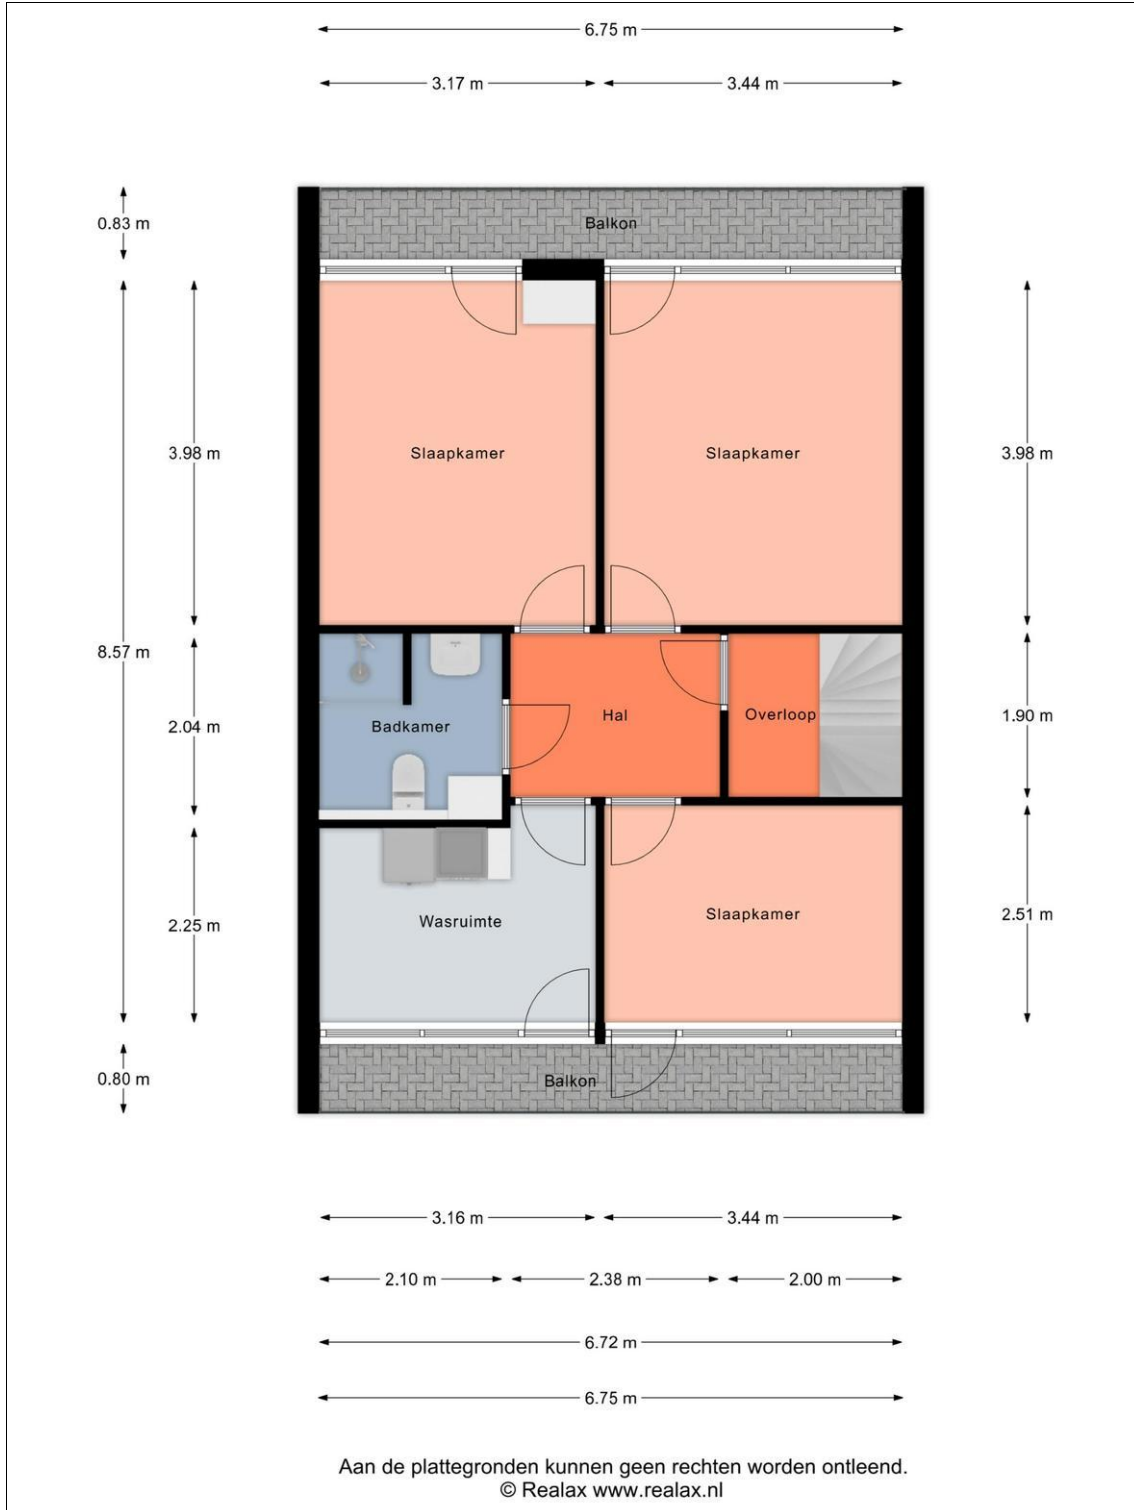 6.75 m
3.17 m
3.44 m
0.83 m
Balkon
3.98 m
Slaapkamer
Slaapkamer
3.98 m
8.57 m
2.04 m
Badkamer
Hal
Overloop
1.90 m
2.25 m
Wasruimte
Slaapkamer
2.51 m
0.80 m
Balkon
3.16 m
3.44 m
2.10 m
2.38 m
2.00 m
6.72 m
6.75 m
Aan de plattegronden kunnen geen rechten worden ontleend.
© Realax www.realax.nl